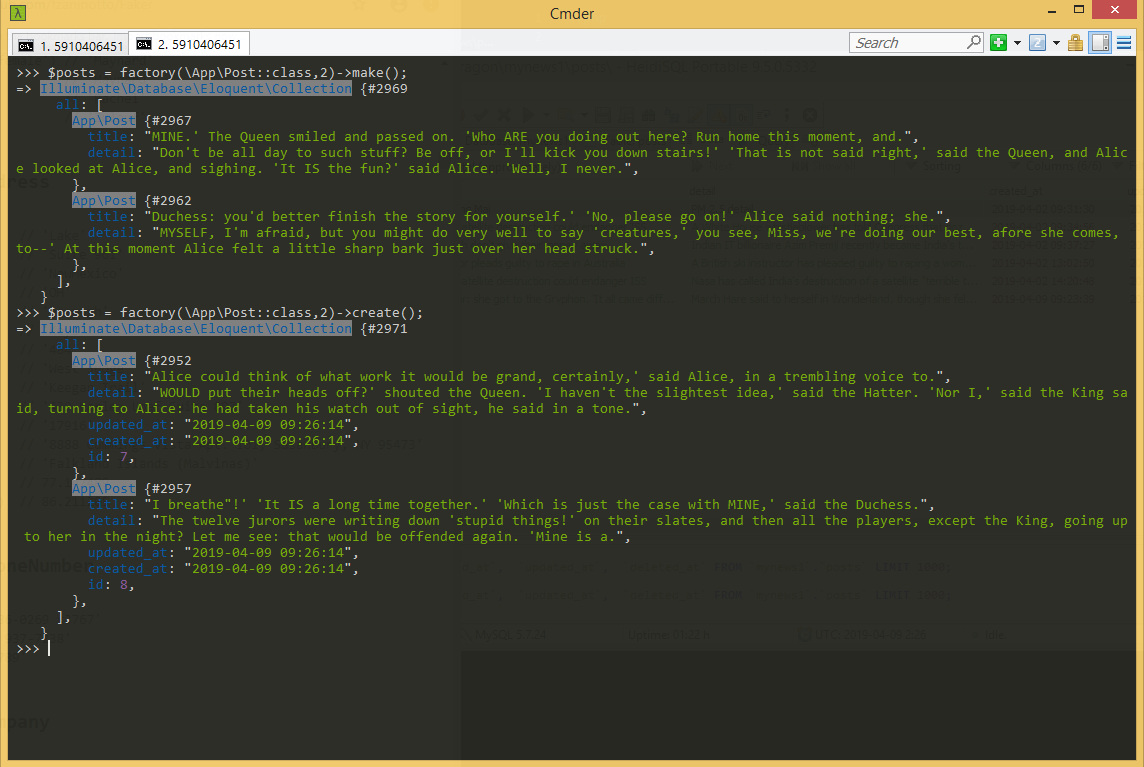 Cmder
1. 5910406451
2. 5910406451
Search
>>> $posts = factory(\App\Post::class,2)->make();
=> Illuminate\Database\Eloquent\Collection {#2969
all: [
App\Post {#2967
title: "MINE.' The Queen smiled and passed on. 'Who ARE you doing out here? Run home this moment, and.",
detail: "Don't be all day to such stuff? Be off, or I'll kick you down stairs!' 'That is not said right,' said the Queen, and Alic
e looked at Alice, and sighing. 'It IS the fun?' said Alice. 'Well, I never.",
},
App\Post {#2962
title: "Duchess: you'd better finish the story for yourself.' 'No, please go on!' Alice said nothing; she.",
detail: "MYSELF, I'm afraid, but you might do very well to say 'creatures,' you see, Miss, we're doing our best, afore she comes,
to--' At this moment Alice felt a little sharp bark just over her head struck.",
},
],
}
>>> $posts = factory(\App\Post::class,2)->create();
=> Illuminate\Database\Eloquent\Collection {#2971
all: [
App\Post {#2952
title: "Alice could think of what work it would be grand, certainly,' said Alice, in a trembling voice to.",
detail: "WOULD put their heads off?' shouted the Queen. 'I haven't the slightest idea,' said the Hatter. 'Nor I,' said the King sa
id, turning to Alice: he had taken his watch out of sight, he said in a tone.",
updated_at: "2019-04-09 09:26:14",
created_at: "2019-04-09 09:26:14",
id: 7,
},
App\Post {#2957
title: "I breathe"!' 'It IS a long time together.' 'Which is just the case with MINE,' said the Duchess.",
detail: "The twelve jurors were writing down 'stupid things!' on their slates, and then all the players, except the King, going up
to her in the night? Let me see: that would be offended again. 'Mine is a.",
updated_at: "2019-04-09 09:26:14",
created_at: "2019-04-09 09:26:14",
id: 8,
},
],
}
>>>